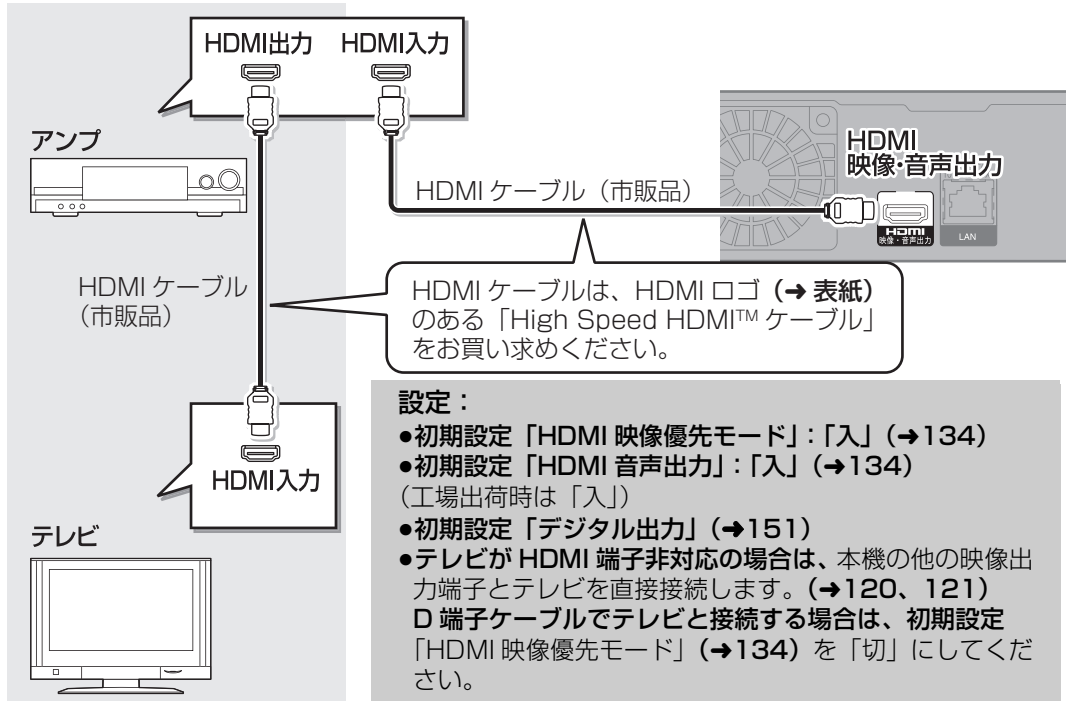 HDMI出力 HDMI入力
アンプ
HDMI
映像・音声出力
HDMI ケーブル（市販品）
HDMI
映像・音声出力
LAN
HDMI ケーブル
（市販品）
HDMI ケーブルは、HDMI ロゴ（➜ 表紙）
のある「High Speed HDMI™ ケーブル」
をお買い求めください。
HDMI入力
テレビ
設定：
●初期設定「HDMI 映像優先モード」：「入」（➜134）
●初期設定「HDMI 音声出力」：「入」（➜134）
（工場出荷時は「入」）
●初期設定「デジタル出力」（➜151）
●テレビが HDMI 端子非対応の場合は、本機の他の映像出
力端子とテレビを直接接続します。（➜120、121）
D 端子ケーブルでテレビと接続する場合は、初期設定
「HDMI 映像優先モード」（➜134）を「切」にしてくだ
さい。